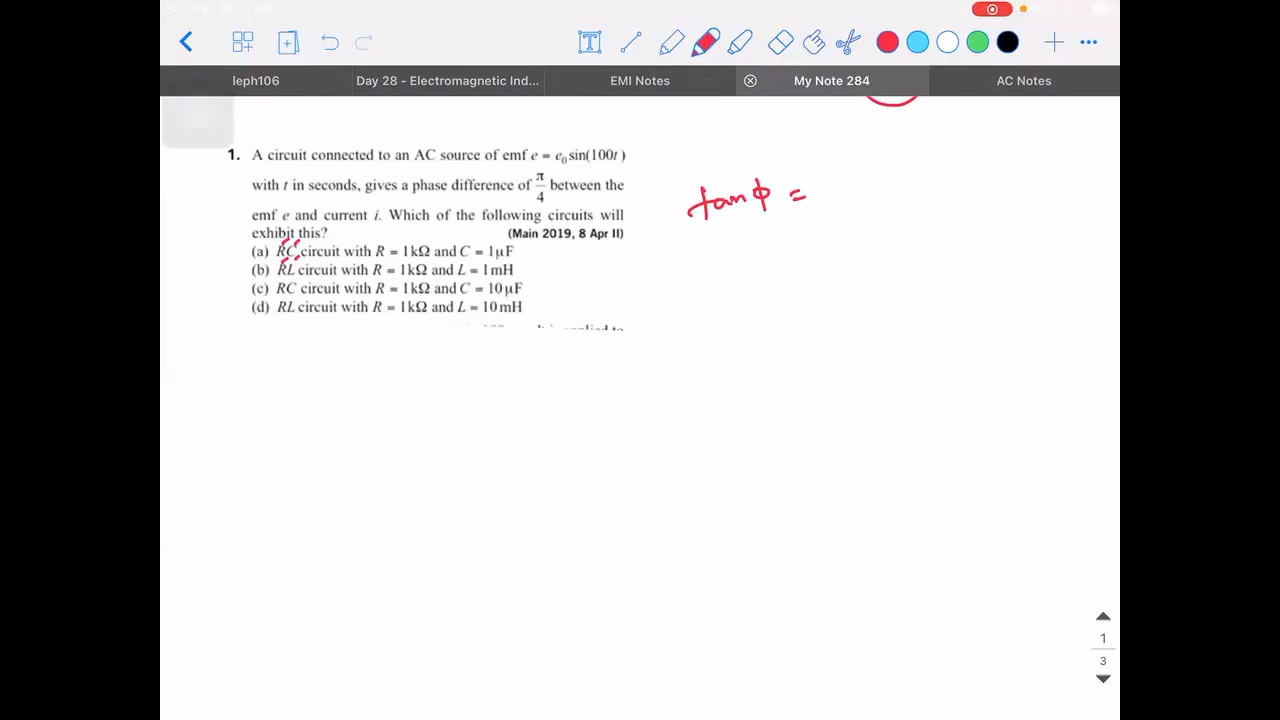 leph106
Day 28 - Electromagnetic Ind...
EMI Notes
My Note 284
AC Notes
1. A circuit connected to an AC source of emf e = e₀ sin(100t)
with t in seconds, gives a phase difference of π/4 between the
emf e and current i. Which of the following circuits will
exhibit this? (Main 2019, 8 Apr II)
(a) RC circuit with R = 1kΩ and C = 1μF
(b) RL circuit with R = 1kΩ and L = 1mH
(c) RC circuit with R = 1kΩ and C = 10μF
(d) RL circuit with R = 1kΩ and L = 10mH
tan φ =
1
3